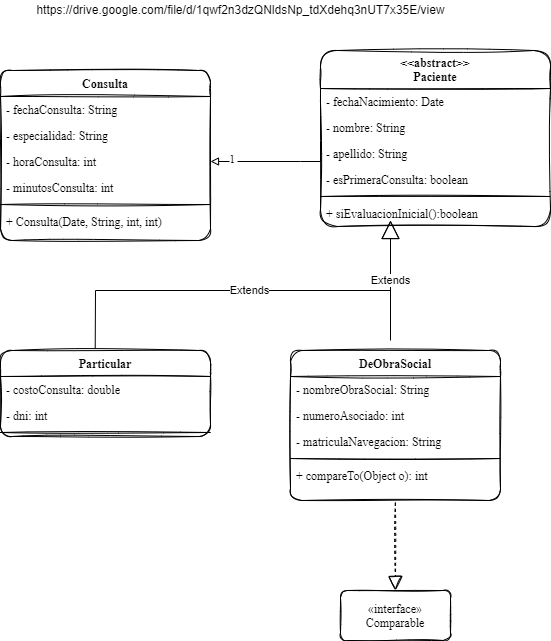 https://drive.google.com/file/d/1qwf2n3dzQNldsNp_tdXdehq3nUT7x35E/view
Consulta
- fechaConsulta: String
- especialidad: String
- horaConsulta: int
- minutosConsulta: int
+ Consulta(Date, String, int, int)
1
<<abstract>>
Paciente
- fechaNacimiento: Date
- nombre: String
- apellido: String
- esPrimeraConsulta: boolean
+ siEvaluacionInicial():boolean
Extends
Extends
Particular
- costoConsulta: double
- dni: int
DeObraSocial
- nombreObraSocial: String
- numeroAsociado: int
- matriculaNavegacion: String
+ compareTo(Object o): int
«interface»
Comparable